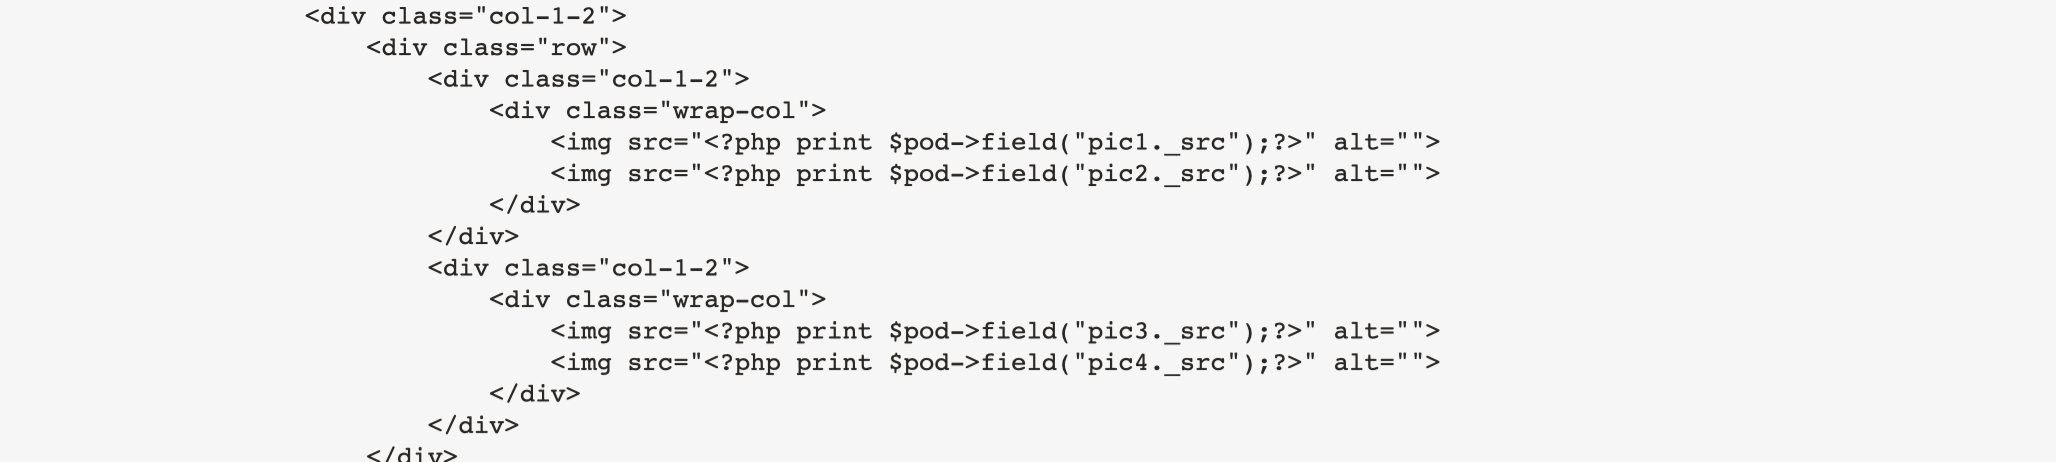 <div class="col-1-2">
<div class="row">
<div class="col-1-2">
<div class="wrap-col">
<img src="<?php print $pod->field("pic1._src");?>" alt="">
<img src="<?php print $pod->field("pic2._src");?>" alt="">
</div>
</div>
<div class="col-1-2">
<div class="wrap-col">
<img src="<?php print $pod->field("pic3._src");?>" alt="">
<img src="<?php print $pod->field("pic4._src");?>" alt="">
</div>
</div>
</div>